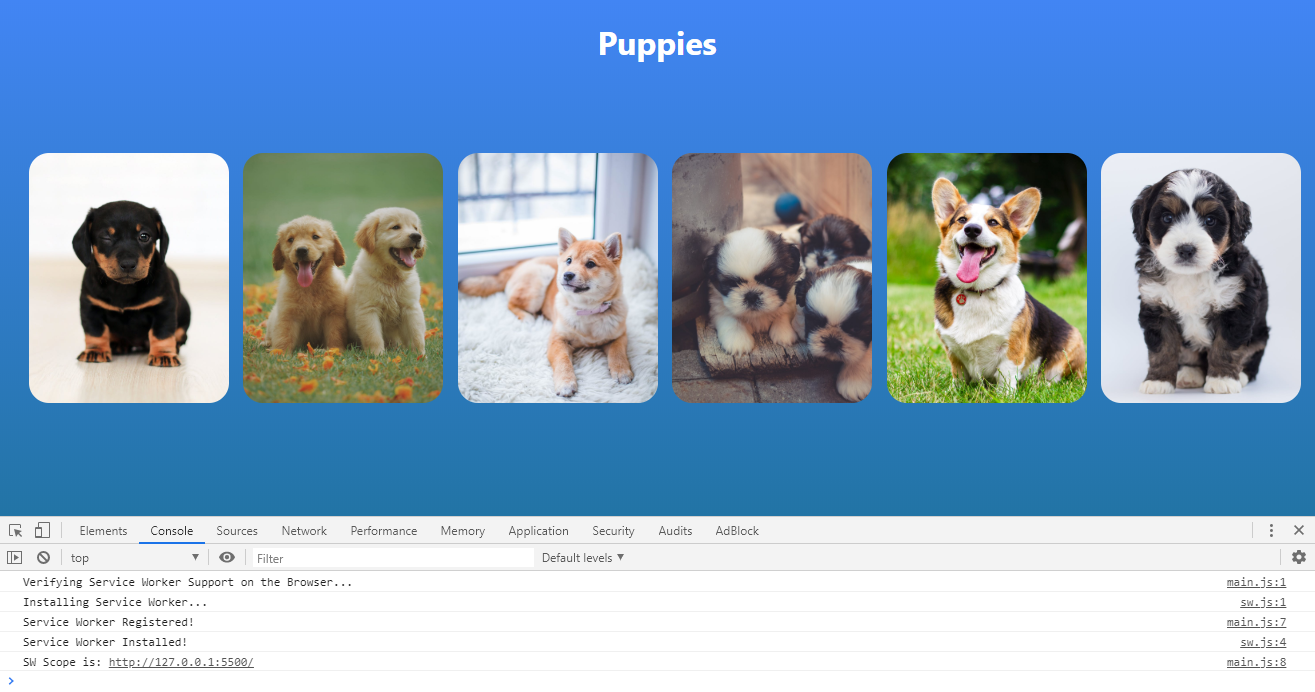 Puppies
Elements Console Sources Network Performance Memory Application Security Audits AdBlock
top Filter Default levels
Verifying Service Worker Support on the Browser... main.js:1
Installing Service Worker... sw.js:1
Service Worker Registered! main.js:7
Service Worker Installed! sw.js:4
SW Scope is: http://127.0.0.1:5500/ main.js:8